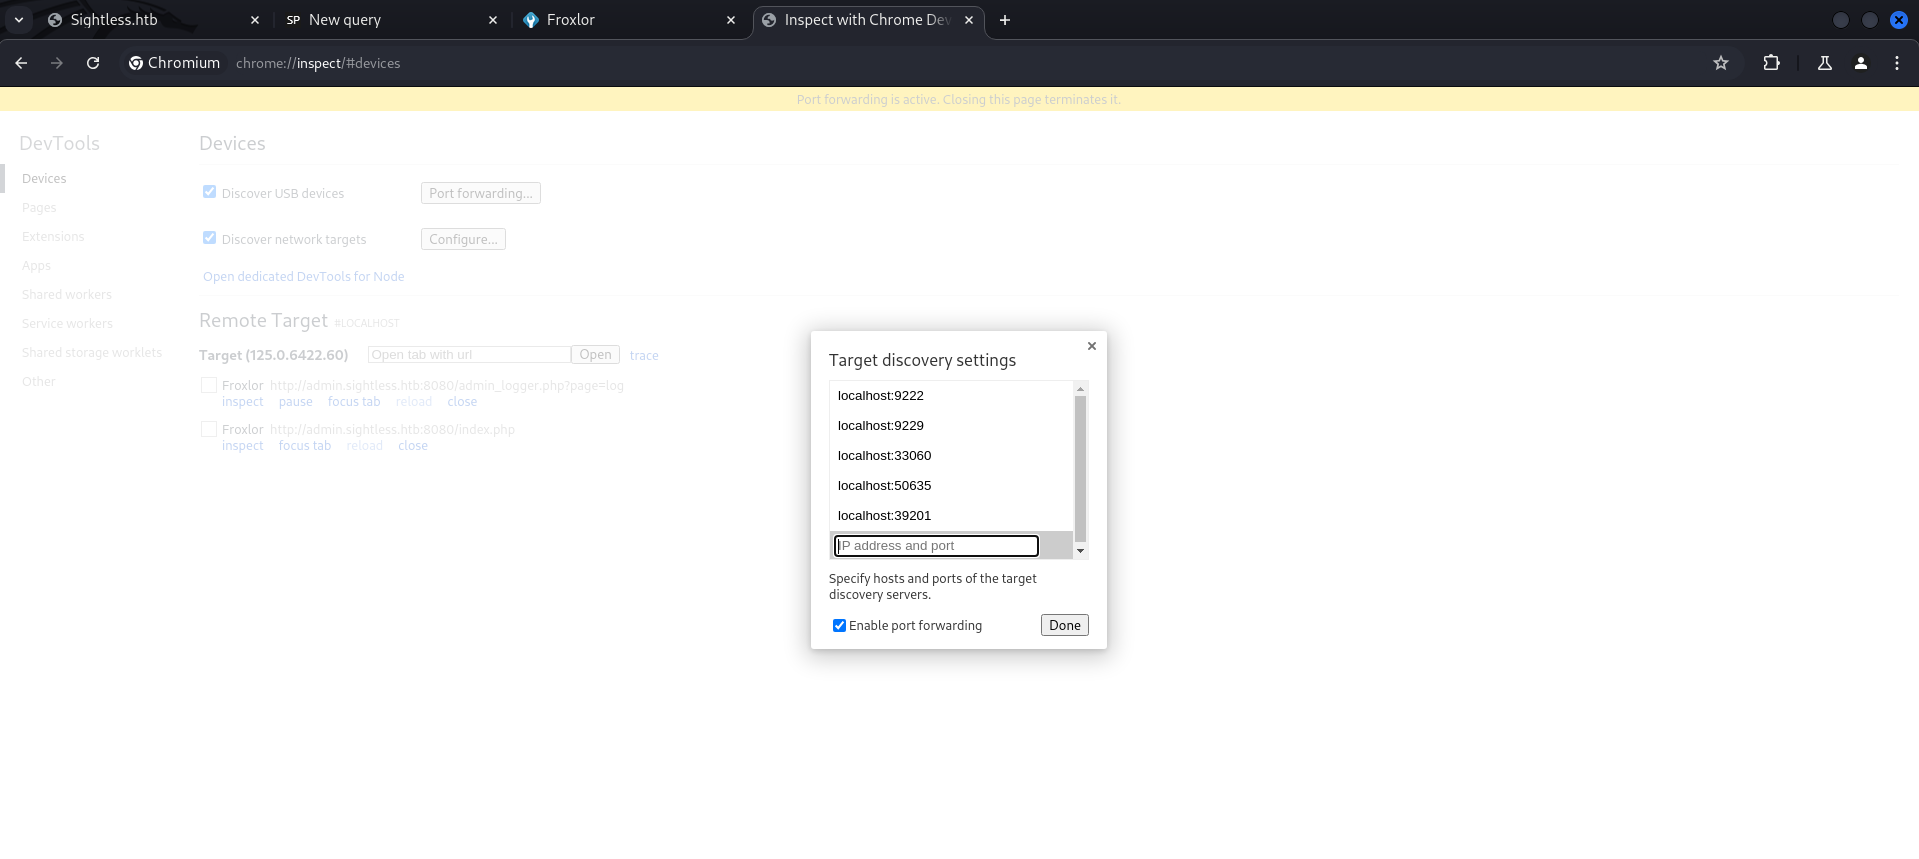 Sightless.htb
SP New query
Froxlor
Inspect with Chrome Dev
Chromium chrome://inspect/#devices
Port forwarding is active. Closing this page terminates it.
DevTools
Devices
Pages
Extensions
Apps
Shared workers
Service workers
Shared storage worklets
Other
Devices
Discover USB devices Port forwarding...
Discover network targets Configure...
Open dedicated DevTools for Node
Remote Target #LOCALHOST
Target (125.0.6422.60) Open tab with url Open trace
Froxlor http://admin.sightless.htb:8080/admin_logger.php?page=log
inspect pause focus tab reload close
Froxlor http://admin.sightless.htb:8080/index.php
inspect focus tab reload close
Target discovery settings
localhost:9222
localhost:9229
localhost:33060
localhost:50635
localhost:39201
IP address and port
Specify hosts and ports of the target
discovery servers.
Enable port forwarding Done